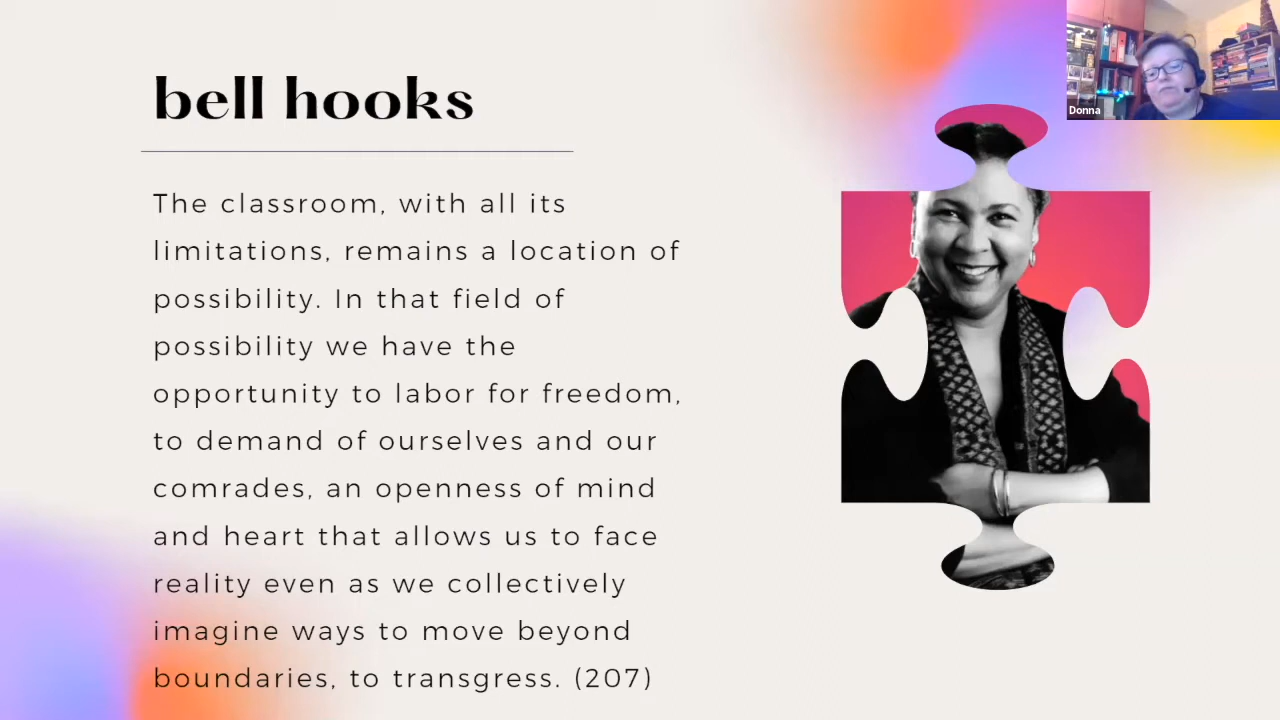 bell hooks
The classroom, with all its
limitations, remains a location of
possibility. In that field of
possibility we have the
opportunity to labor for freedom,
to demand of ourselves and our
comrades, an openness of mind
and heart that allows us to face
reality even as we collectively
imagine ways to move beyond
boundaries, to transgress. (207)
Donna